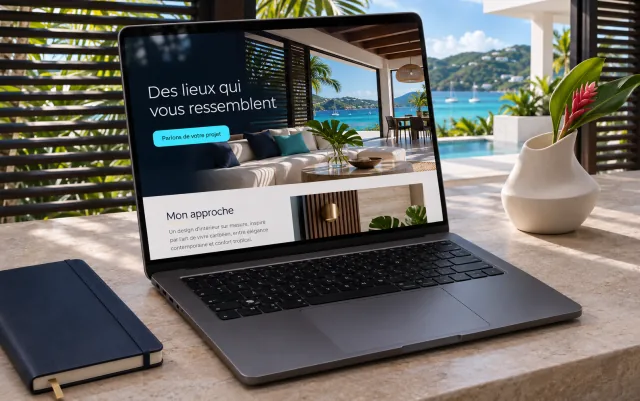 Des lieux qui
vous ressemblent
Parlons de votre projet
Mon approche
Un design d'intérieur sur mesure, inspiré
par l'art de vivre caribéen, entre élégance
contemporaine et confort tropical.